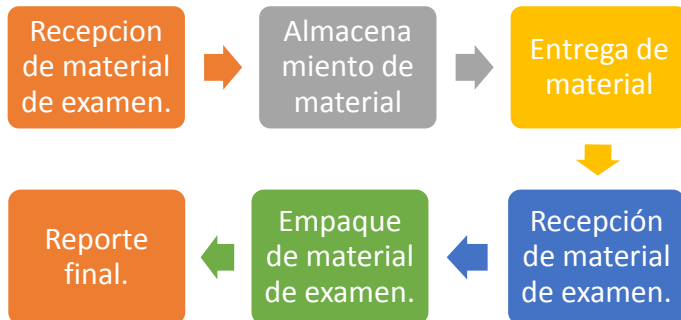 Recepcion
de material
de examen.
Almacena
miento de
material
Entrega de
material
Recepción
de material
de examen.
Empaque
de material
de examen.
Reporte
final.